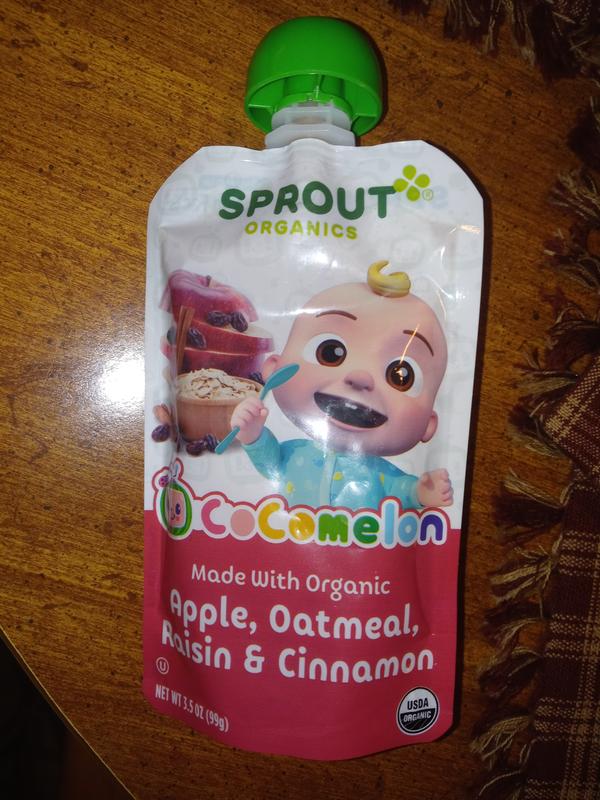 SPROUT®
ORGANICS
CoComelon
Made With Organic
Apple, Oatmeal,
Raisin & Cinnamon
U
NET WT 3.5 OZ (99g)
USDA
ORGANIC